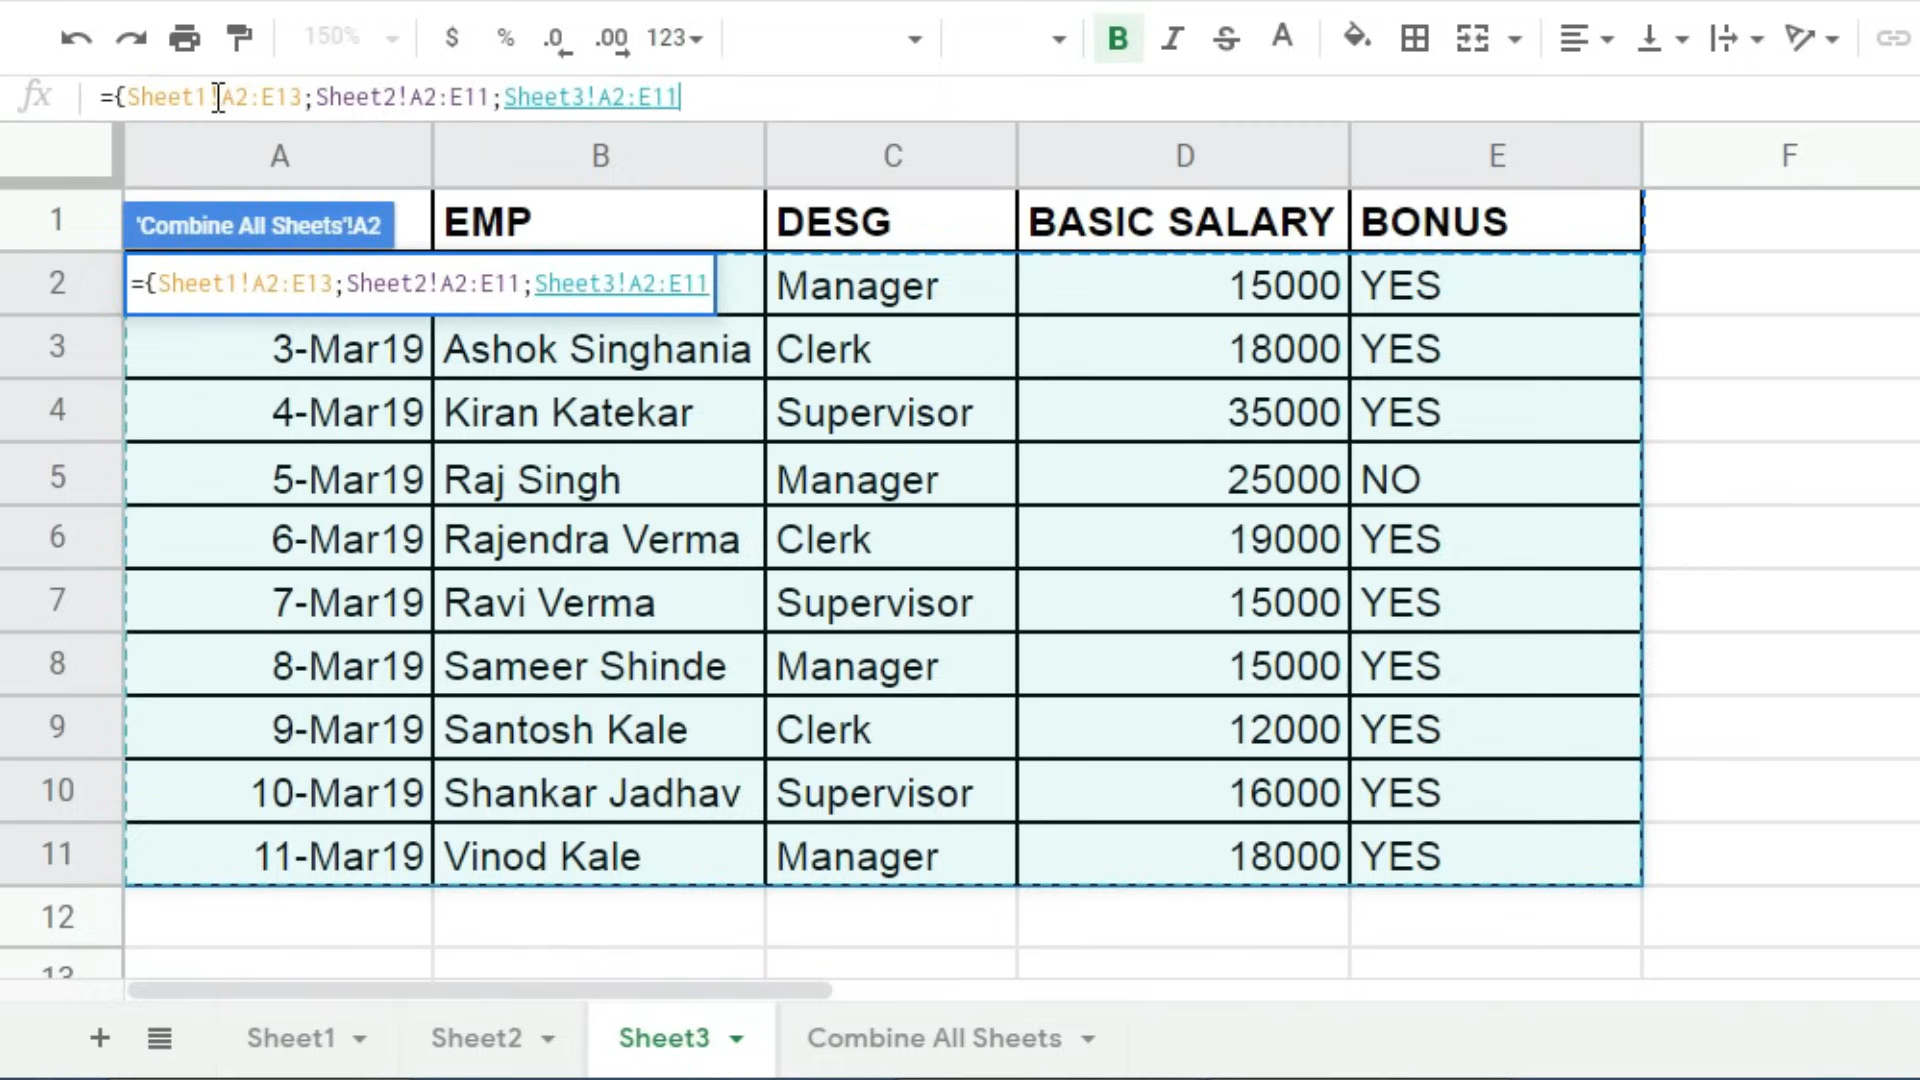 150% $ % .0 .00 123 B I S A
fx ={Sheet1!A2:E13;Sheet2!A2:E11;Sheet3!A2:E11
A B C D E F
1 'Combine All Sheets'!A2 EMP DESG BASIC SALARY BONUS
2 ={Sheet1!A2:E13;Sheet2!A2:E11;Sheet3!A2:E11 Manager 15000 YES
3 3-Mar19 Ashok Singhania Clerk 18000 YES
4 4-Mar19 Kiran Katekar Supervisor 35000 YES
5 5-Mar19 Raj Singh Manager 25000 NO
6 6-Mar19 Rajendra Verma Clerk 19000 YES
7 7-Mar19 Ravi Verma Supervisor 15000 YES
8 8-Mar19 Sameer Shinde Manager 15000 YES
9 9-Mar19 Santosh Kale Clerk 12000 YES
10 10-Mar19 Shankar Jadhav Supervisor 16000 YES
11 11-Mar19 Vinod Kale Manager 18000 YES
12
13
+ Sheet1 Sheet2 Sheet3 Combine All Sheets